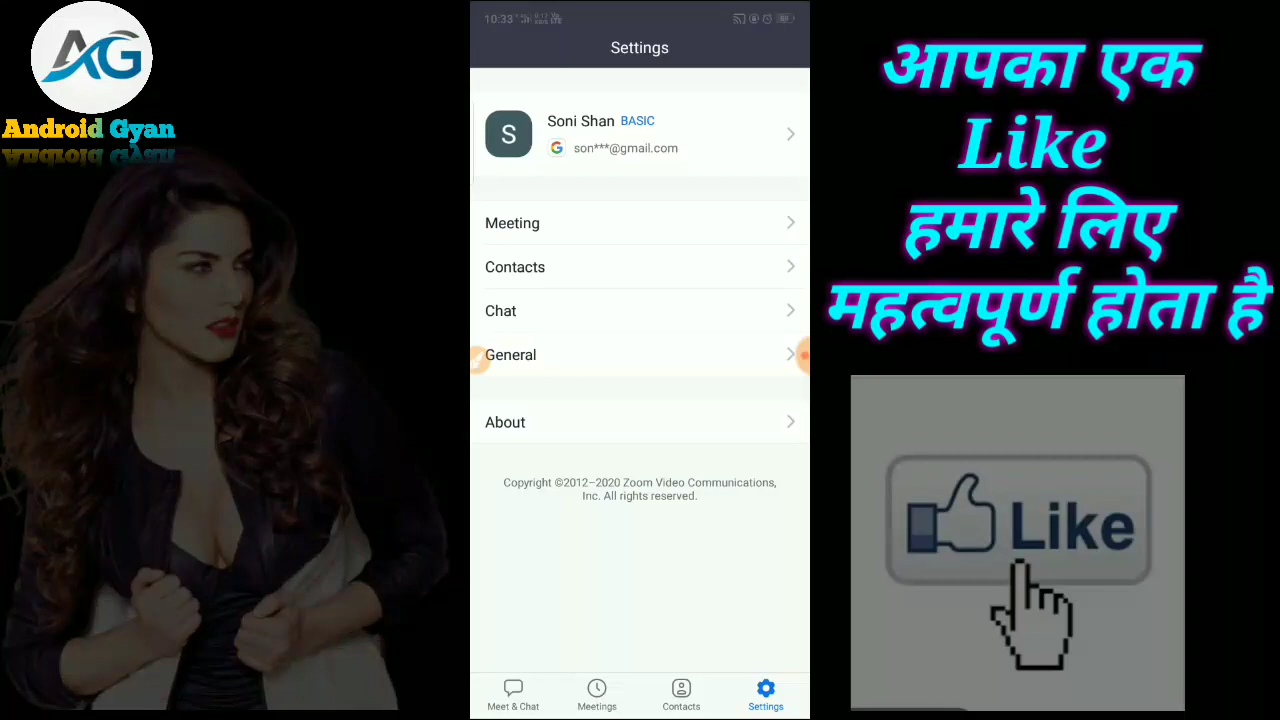 AG
Android Gyan
10:33
Settings
Soni Shan BASIC
son***@gmail.com
S
Meeting
Contacts
Chat
General
About
Copyright ©2012–2020 Zoom Video Communications,
Inc. All rights reserved.
Meet & Chat
Meetings
Contacts
Settings
आपका एक
Like
हमारे लिए
महत्वपूर्ण होता है
Like